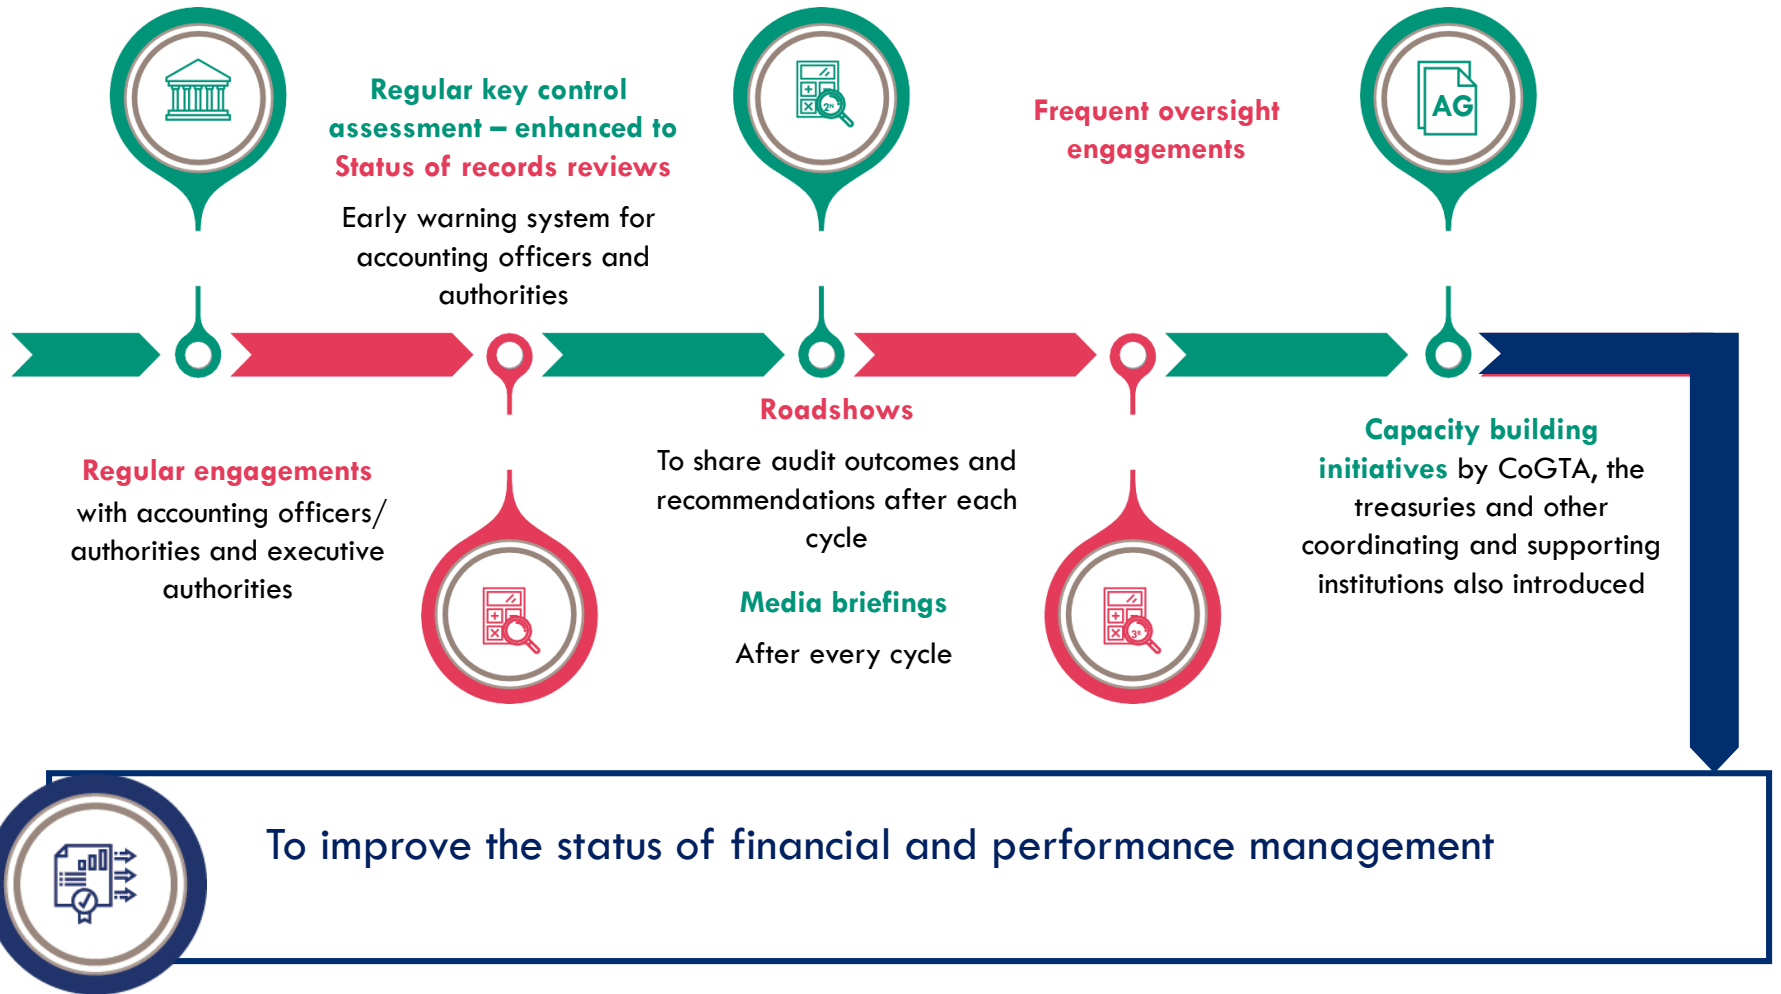 Regular key control
assessment – enhanced to
Status of records reviews
Early warning system for
accounting officers and
authorities
Frequent oversight
engagements
AG
Regular engagements
with accounting officers/
authorities and executive
authorities
Roadshows
To share audit outcomes and
recommendations after each
cycle
Media briefings
After every cycle
Capacity building
initiatives by CoGTA, the
treasuries and other
coordinating and supporting
institutions also introduced
To improve the status of financial and performance management